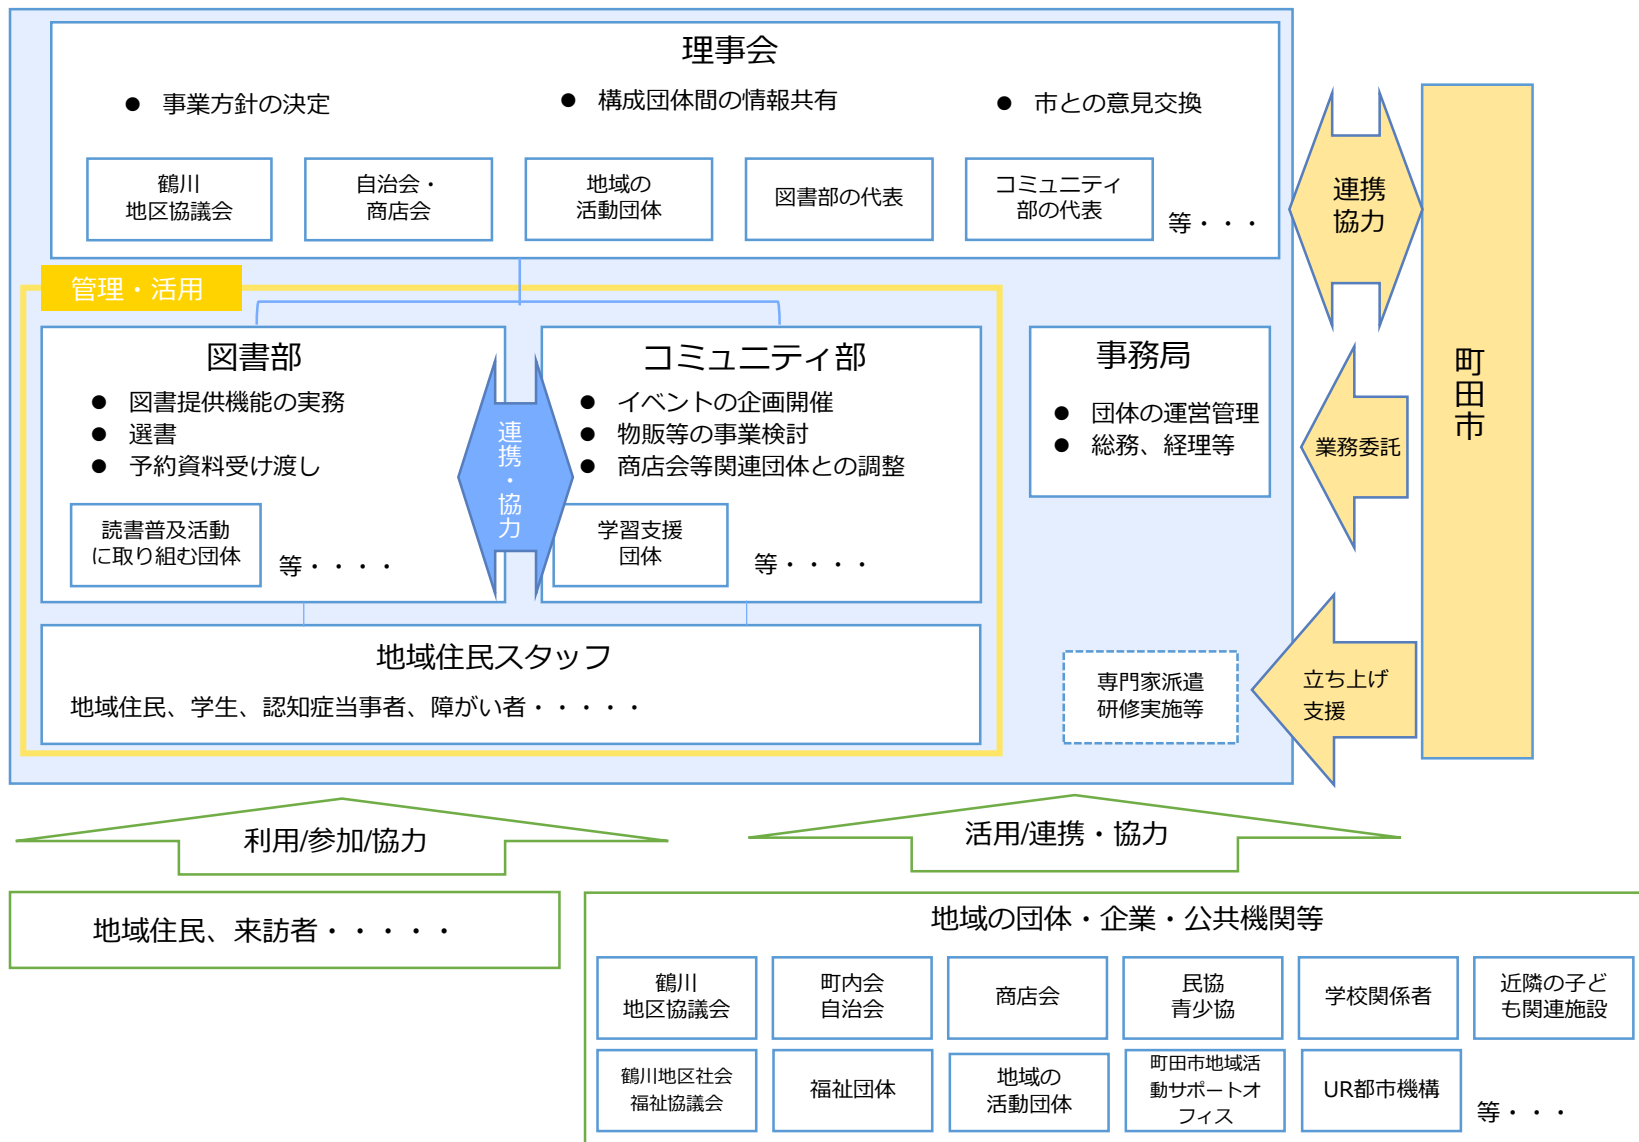 理事会
● 事業方針の決定
● 構成団体間の情報共有
● 市との意見交換
鶴川
地区協議会
自治会・
商店会
地域の
活動団体
図書部の代表
コミュニティ
部の代表
等・・・
連携
協力
町田市
管理・活用
図書部
● 図書提供機能の実務
● 選書
● 予約資料受け渡し
読書普及活動
に取り組む団体
等・・・・
連携・協力
コミュニティ部
● イベントの企画開催
● 物販等の事業検討
● 商店会等関連団体との調整
学習支援
団体
等・・・・
事務局
● 団体の運営管理
● 総務、経理等
業務委託
地域住民スタッフ
地域住民、学生、認知症当事者、障がい者・・・・・
専門家派遣
研修実施等
立ち上げ
支援
利用/参加/協力
活用/連携・協力
地域住民、来訪者・・・・・
地域の団体・企業・公共機関等
鶴川
地区協議会
町内会
自治会
商店会
民協
青少協
学校関係者
近隣の子ど
も関連施設
鶴川地区社会
福祉協議会
福祉団体
地域の
活動団体
町田市地域活
動サポートオ
フィス
UR都市機構
等・・・